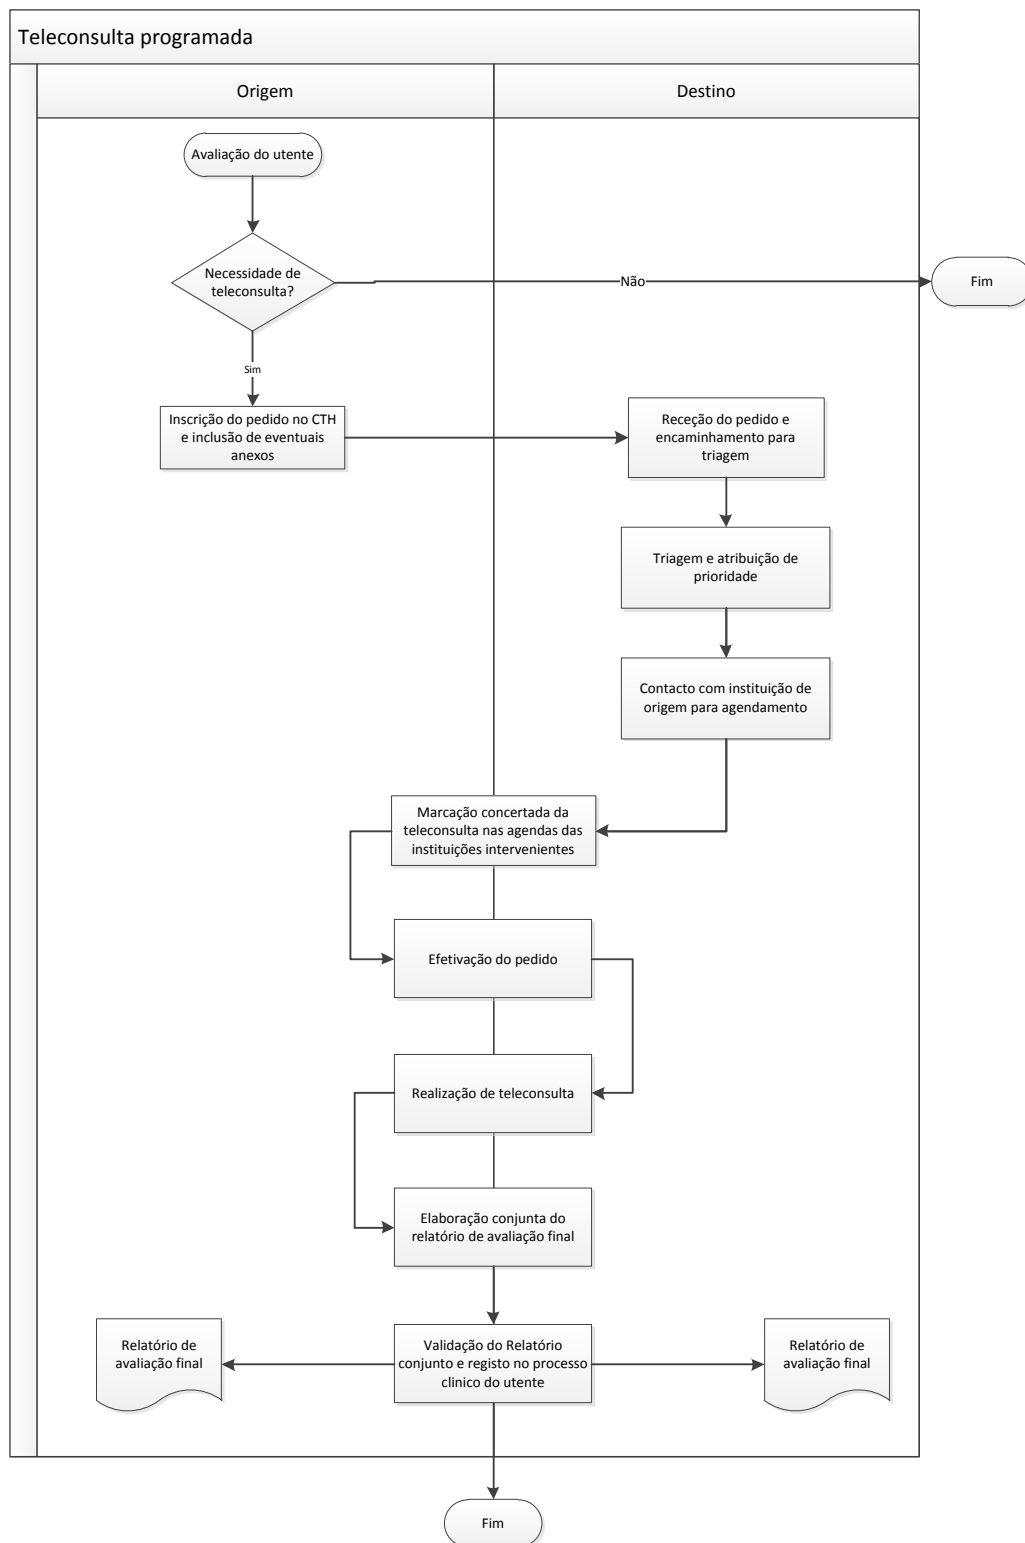 Teleconsulta programada
Origem
Destino
Avaliação do utente
Necessidade de
teleconsulta?
Não
Fim
Sim
Inscrição do pedido no CTH
e inclusão de eventuais
anexos
Receção do pedido e
encaminhamento para
triagem
Triagem e atribuição de
prioridade
Contacto com instituição de
origem para agendamento
Marcação concertada da
teleconsulta nas agendas das
instituições intervenientes
Efetivação do pedido
Realização de teleconsulta
Elaboração conjunta do
relatório de avaliação final
Relatório de
avaliação final
Validação do Relatório
conjunto e registo no processo
clinico do utente
Relatório de
avaliação final
Fim